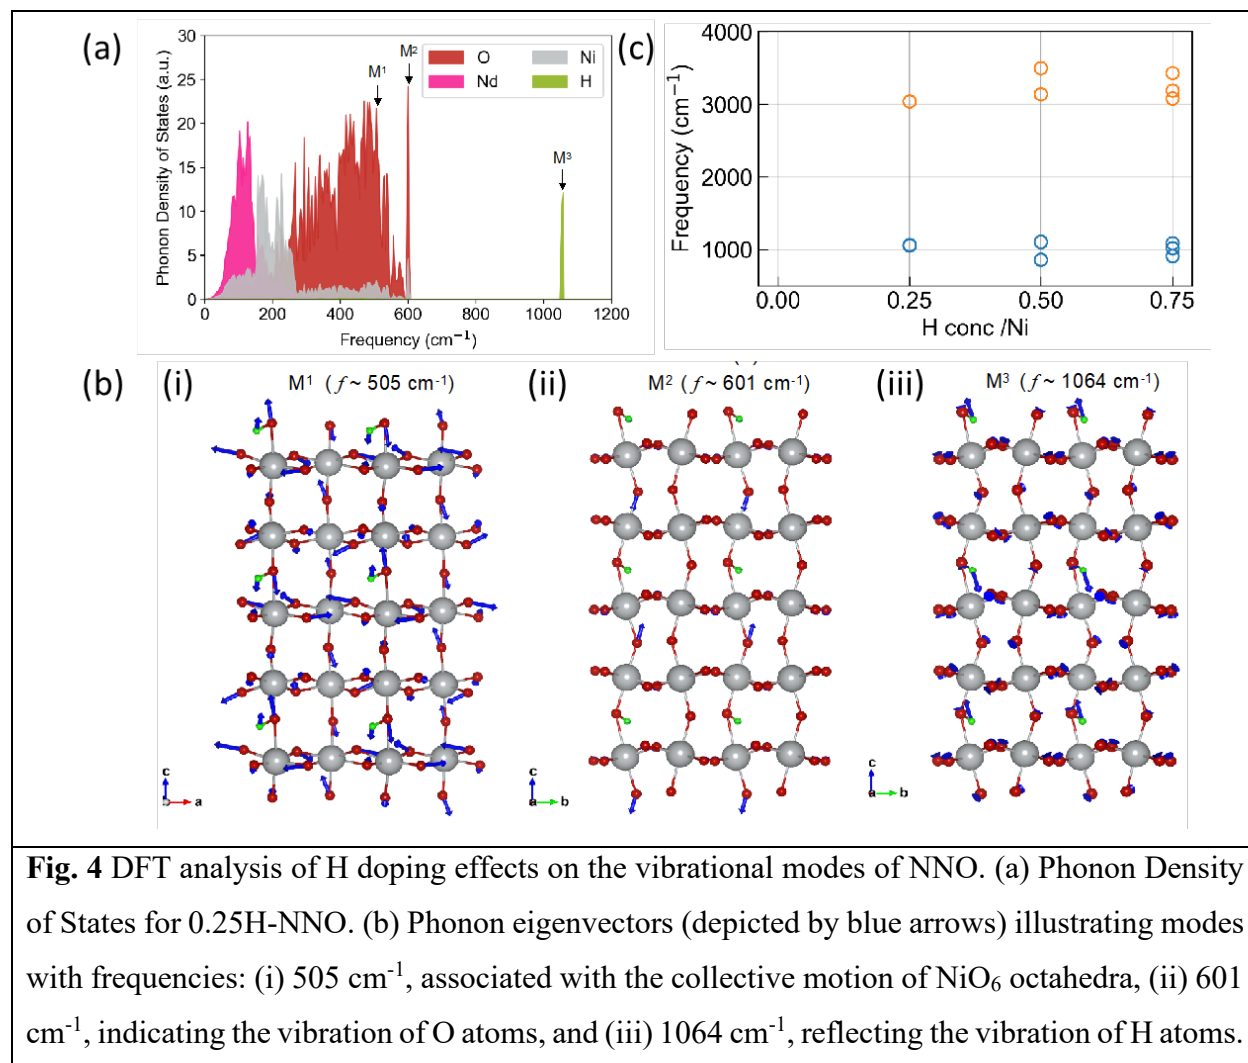 (a)
30
25
20
15
10
5
0
Phonon Density of States (a.u.)
O
Nd
Ni
H
M1
M2
M3
0 200 400 600 800 1000 1200
Frequency (cm−1)
(c)
4000
3000
2000
1000
Frequency (cm−1)
0.00 0.25 0.50 0.75
H conc /Ni
(b)
(i)
M1 (f~ 505 cm-1)
(ii)
M2 (f~ 601 cm-1)
(iii)
M3 (f~ 1064 cm-1)
c
b
a
c
a
b
c
a
b
Fig. 4 DFT analysis of H doping effects on the vibrational modes of NNO. (a) Phonon Density
of States for 0.25H-NNO. (b) Phonon eigenvectors (depicted by blue arrows) illustrating modes
with frequencies: (i) 505 cm-1, associated with the collective motion of NiO6 octahedra, (ii) 601
cm-1, indicating the vibration of O atoms, and (iii) 1064 cm-1, reflecting the vibration of H atoms.